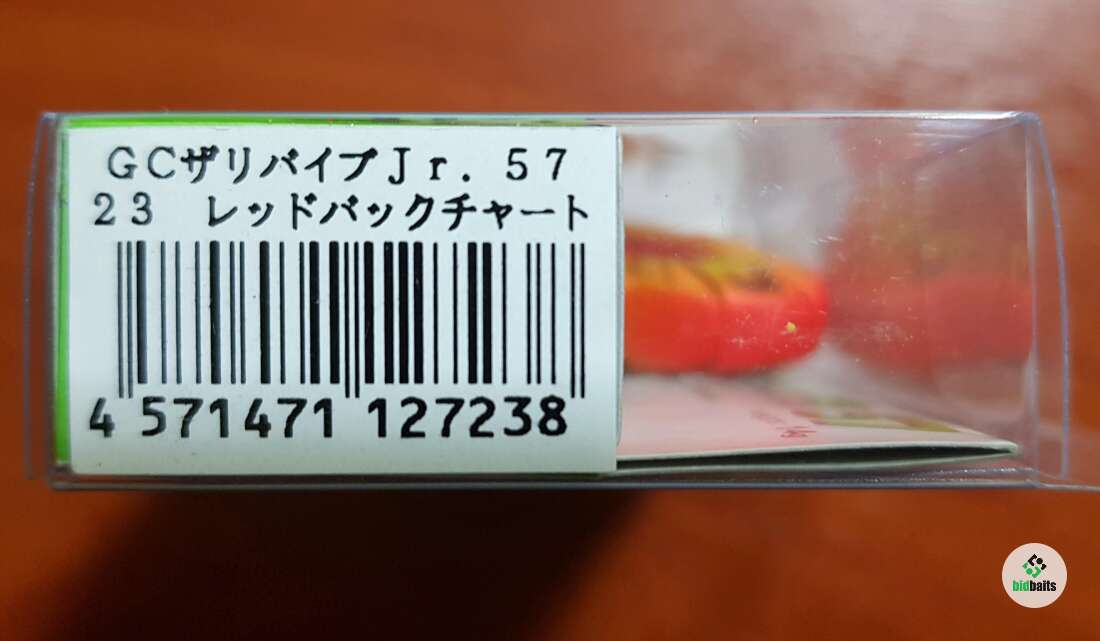 GCザリバイブJr. 57
23 レッドバックチャート
4 571471 127238
bidbaits